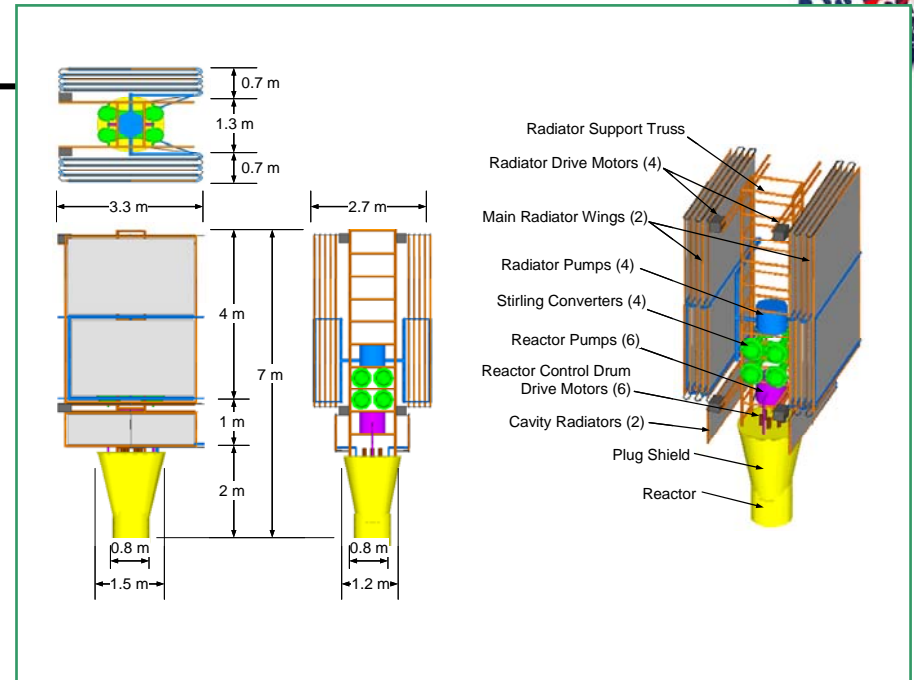 0.7 m
1.3 m
0.7 m
3.3 m
2.7 m
4 m
7 m
1 m
2 m
0.8 m
1.5 m
0.8 m
1.2 m
Radiator Support Truss
Radiator Drive Motors (4)
Main Radiator Wings (2)
Radiator Pumps (4)
Stirling Converters (4)
Reactor Pumps (6)
Reactor Control Drum
Drive Motors (6)
Cavity Radiators (2)
Plug Shield
Reactor